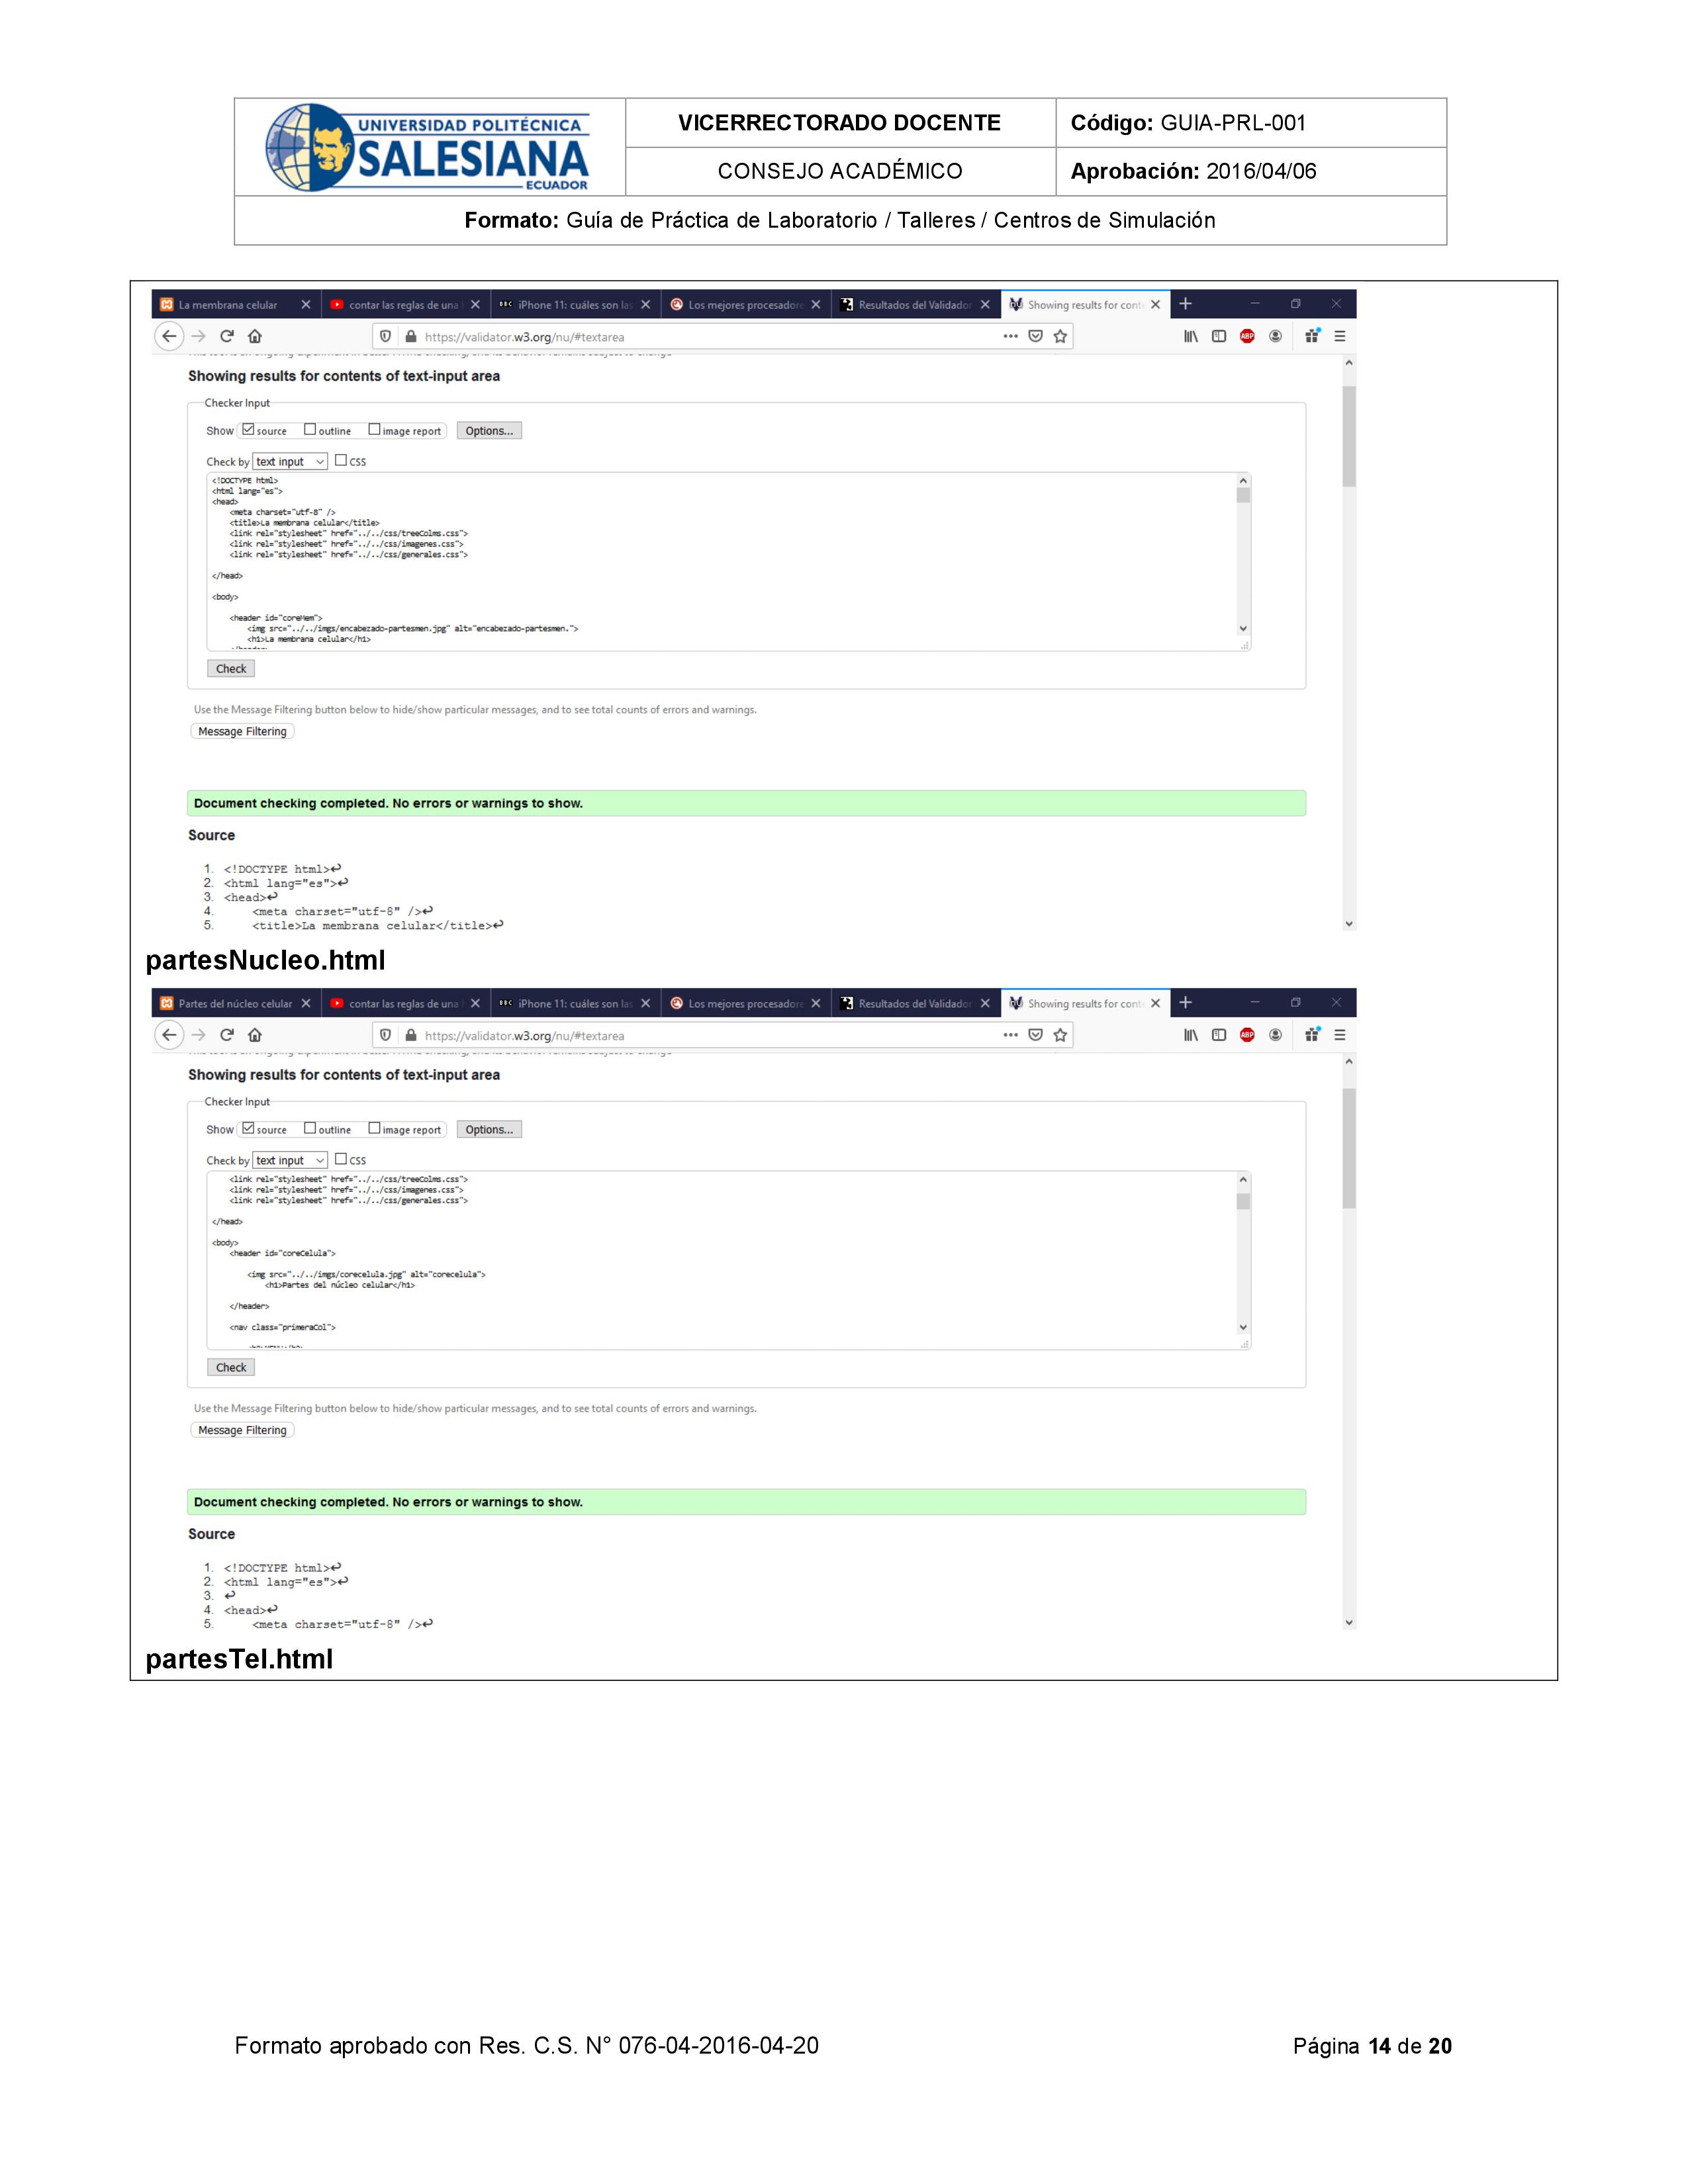 UNIVERSIDAD POLITÉCNICA
SALESIANA
ECUADOR
VICERRECTORADO DOCENTE
Código: GUIA-PRL-001
CONSEJO ACADÉMICO
Aprobación: 2016/04/06
Formato: Guía de Práctica de Laboratorio / Talleres / Centros de Simulación
La membrana celular
contar las reglas de una
BBC iPhone 11: cuáles son las
Los mejores procesadore
Resultados del Validador
Showing results for conte
https://validator.w3.org/nu/#textarea
ABP
Showing results for contents of text-input area
Checker Input
Show source outline image report Options...
Check by text input CSS
<!DOCTYPE html>
<html lang="es">
<head>
<meta charset="utf-8" />
<title>La membrana celular</title>
<link rel="stylesheet" href="../../css/treeColms.css">
<link rel="stylesheet" href="../../css/imagenes.css">
<link rel="stylesheet" href="../../css/generales.css">
</head>
<body>
<header id="coreMem">
<img src="../../imgs/encabezado-partesmen.jpg" alt="encabezado-partesmen.">
<h1>La membrana celular</h1>
Check
Use the Message Filtering button below to hide/show particular messages, and to see total counts of errors and warnings.
Message Filtering
Document checking completed. No errors or warnings to show.
Source
1. <!DOCTYPE html>↩
2. <html lang="es">↩
3. <head>↩
4. <meta charset="utf-8" />↩
5. <title>La membrana celular</title>↩
partesNucleo.html
Partes del núcleo celular
contar las reglas de una
BBC iPhone 11: cuáles son las
Los mejores procesadore
Resultados del Validador
Showing results for conte
https://validator.w3.org/nu/#textarea
ABP
Showing results for contents of text-input area
Checker Input
Show source outline image report Options...
Check by text input CSS
<link rel="stylesheet" href="../../css/treeColms.css">
<link rel="stylesheet" href="../../css/imagenes.css">
<link rel="stylesheet" href="../../css/generales.css">
</head>
<body>
<header id="coreCelula">
<img src="../../imgs/corecelula.jpg" alt="corecelula">
<h1>Partes del núcleo celular</h1>
</header>
<nav class="primeraCol">
Check
Use the Message Filtering button below to hide/show particular messages, and to see total counts of errors and warnings.
Message Filtering
Document checking completed. No errors or warnings to show.
Source
1. <!DOCTYPE html>↩
2. <html lang="es">↩
3. ↩
4. <head>↩
5. <meta charset="utf-8" />↩
partesTel.html
Formato aprobado con Res. C.S. N° 076-04-2016-04-20
Página 14 de 20